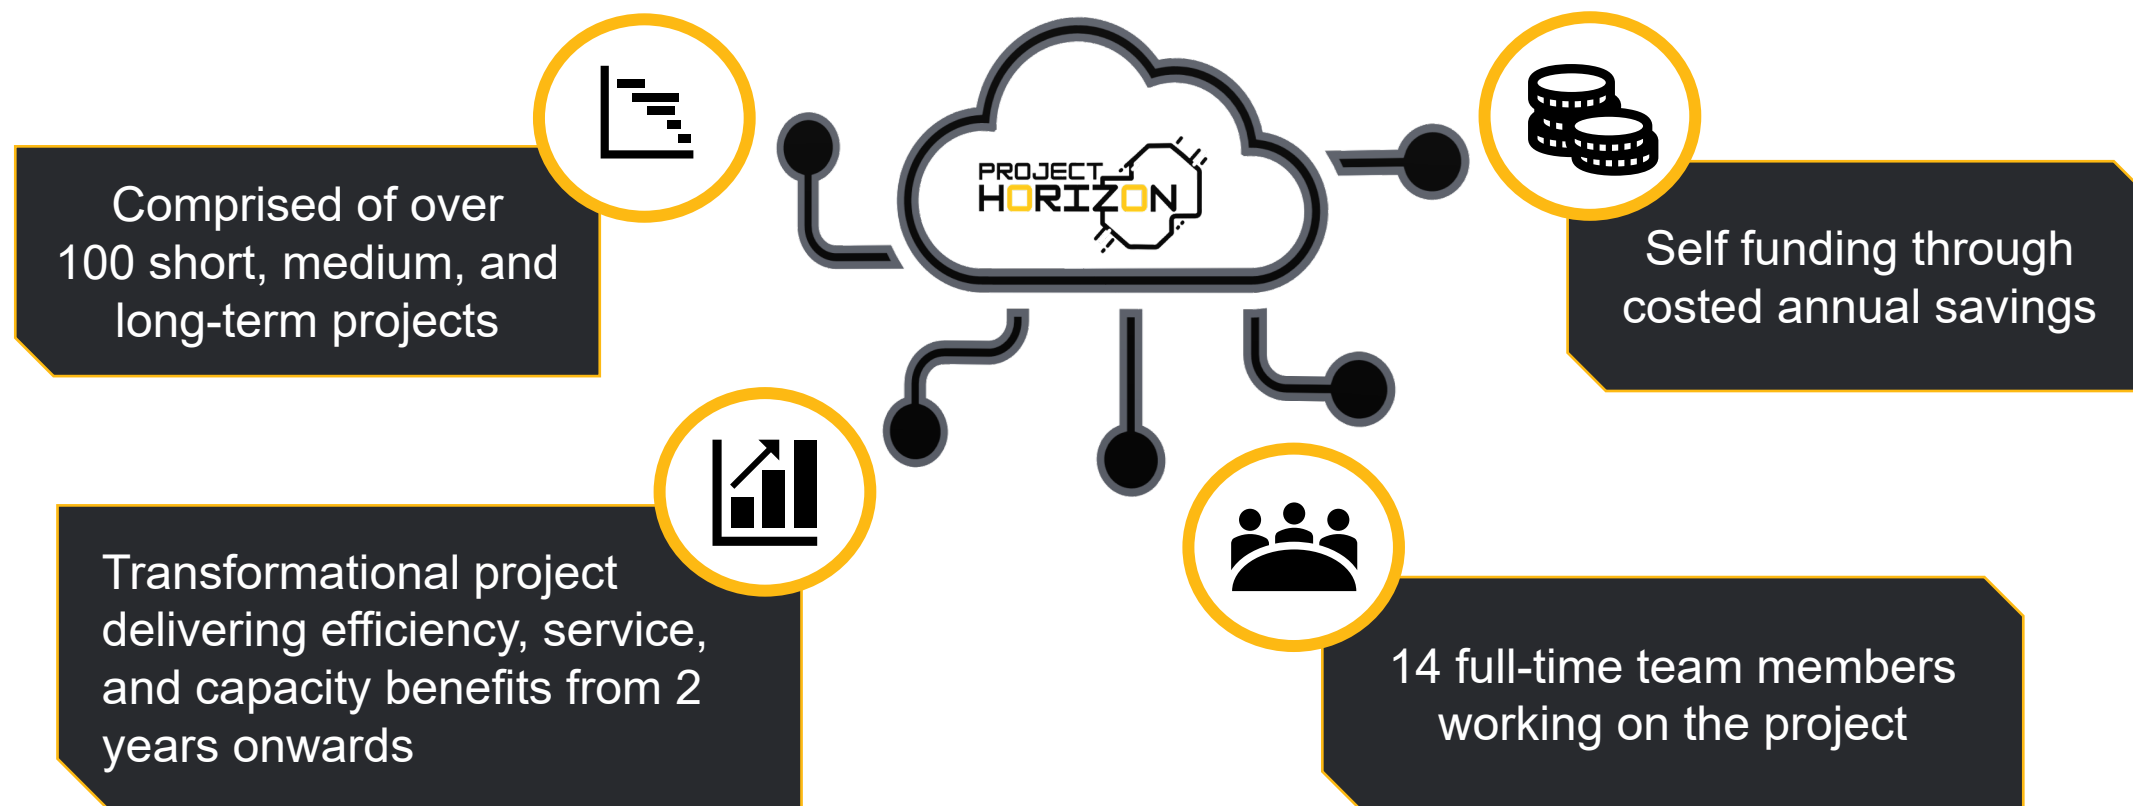 PROJECT
HORIZON
Comprised of over
100 short, medium, and
long-term projects
Self funding through
costed annual savings
Transformational project
delivering efficiency, service,
and capacity benefits from 2
years onwards
14 full-time team members
working on the project